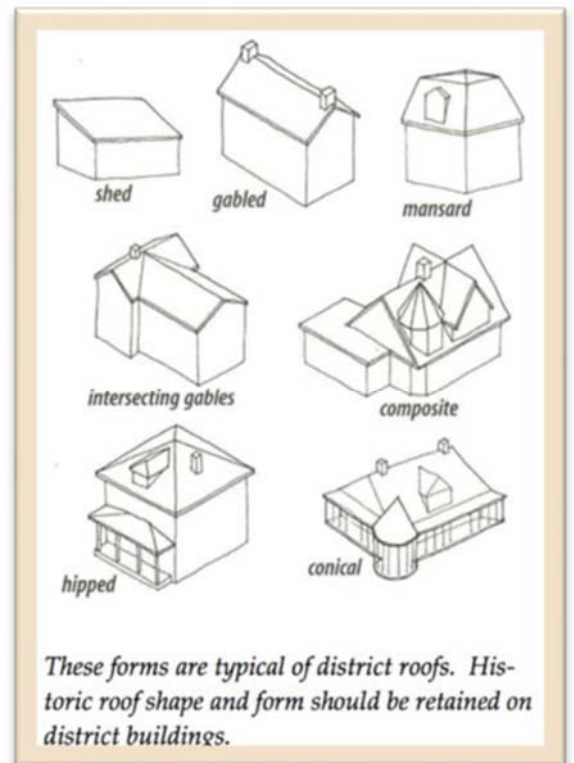 shed
gabled
mansard
intersecting gables
composite
hipped
conical
These forms are typical of district roofs. His-
toric roof shape and form should be retained on
district buildings.